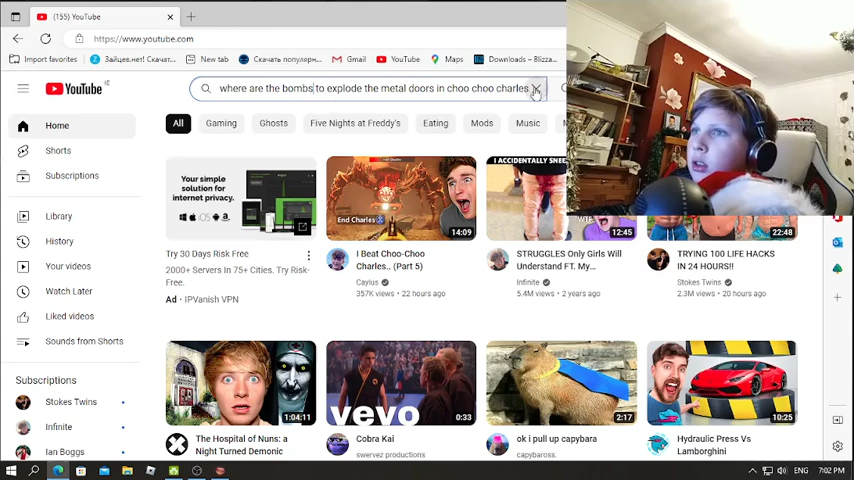 (155) YouTube
https://www.youtube.com
Import favorites
Зайцев.нет! Скачат...
New tab
Скачать популярны...
Gmail
YouTube
Maps
Downloads – Blizza...
YouTube IE
where are the bombs to explode the metal doors in choo choo charles
Home
Shorts
Subscriptions
Library
History
Your videos
Watch Later
Liked videos
Sounds from Shorts
Subscriptions
Stokes Twins
Infinite
Ian Boggs
All
Gaming
Ghosts
Five Nights at Freddy's
Eating
Mods
Music
Your simple
solution for
internet privacy.
Try 30 Days Risk Free
2000+ Servers In 75+ Cities. Try Risk-
Free.
Ad • IPVanish VPN
End Charles
14:09
I Beat Choo-Choo
Charles.. (Part 5)
Caylus
357K views • 22 hours ago
I ACCIDENTALLY SNEE
12:45
STRUGGLES Only Girls Will
Understand FT. My...
Infinite
5.4M views • 2 years ago
22:48
TRYING 100 LIFE HACKS
IN 24 HOURS!!
Stokes Twins
2.3M views • 20 hours ago
1:04:11
The Hospital of Nuns: a
Night Turned Demonic
vevo
0:33
Cobra Kai
swervez productions
2:17
ok i pull up capybara
capybaross.
10:25
Hydraulic Press Vs
Lamborghini
ENG
7:02 PM